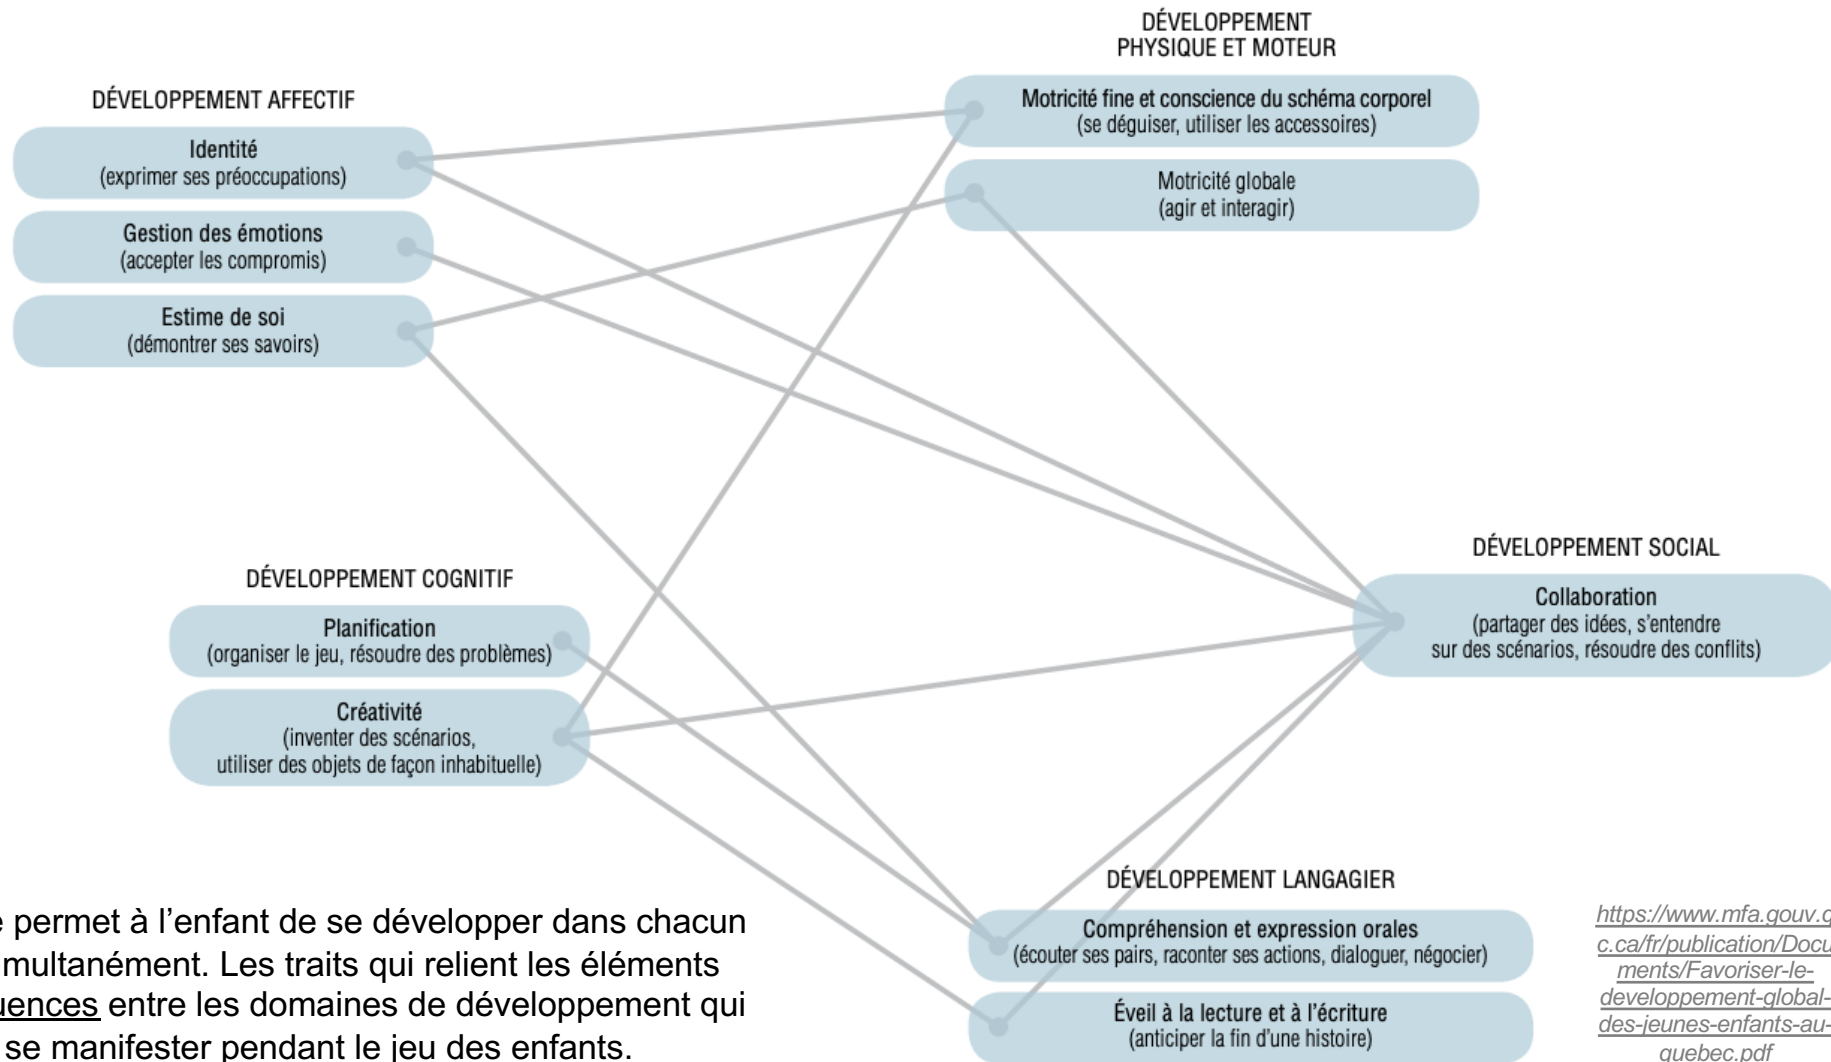 DÉVELOPPEMENT AFFECTIF
Identité
(exprimer ses préoccupations)
Gestion des émotions
(accepter les compromis)
Estime de soi
(démontrer ses savoirs)
DÉVELOPPEMENT
PHYSIQUE ET MOTEUR
Motricité fine et conscience du schéma corporel
(se déguiser, utiliser les accessoires)
Motricité globale
(agir et interagir)
DÉVELOPPEMENT COGNITIF
Planification
(organiser le jeu, résoudre des problèmes)
Créativité
(inventer des scénarios,
utiliser des objets de façon inhabituelle)
DÉVELOPPEMENT SOCIAL
Collaboration
(partager des idées, s'entendre
sur des scénarios, résoudre des conflits)
DÉVELOPPEMENT LANGAGIER
Compréhension et expression orales
(écouter ses pairs, raconter ses actions, dialoguer, négocier)
Éveil à la lecture et à l'écriture
(anticiper la fin d'une histoire)
permet à l’enfant de se développer dans chacun
multanément. Les traits qui relient les éléments
uences entre les domaines de développement qui
se manifester pendant le jeu des enfants.
https://www.mfa.gouv.q
c.ca/fr/publication/Docu
ments/Favoriser-le-
developpement-global-
des-jeunes-enfants-au-
quebec.pdf